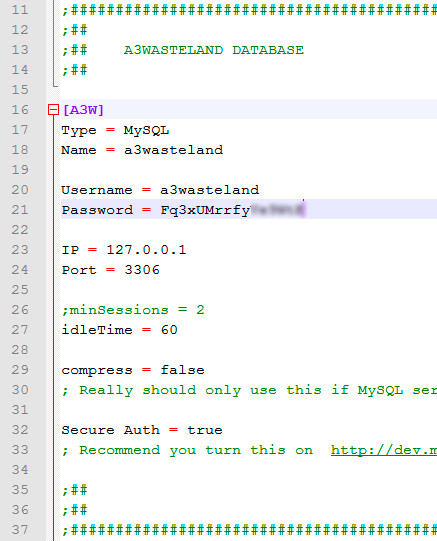 11 ;##########################################
12 ;##
13 ;## A3WASTELAND DATABASE
14 ;##
15
16 [A3W]
17 Type = MySQL
18 Name = a3wasteland
19
20 Username = a3wasteland
21 Password = Fq3xUMrrfy
22
23 IP = 127.0.0.1
24 Port = 3306
25
26 ;minSessions = 2
27 idleTime = 60
28
29 compress = false
30 ; Really should only use this if MySQL ser
31
32 Secure Auth = true
33 ; Recommend you turn this on http://dev.m
34
35 ;##
36 ;##
37 ;##########################################